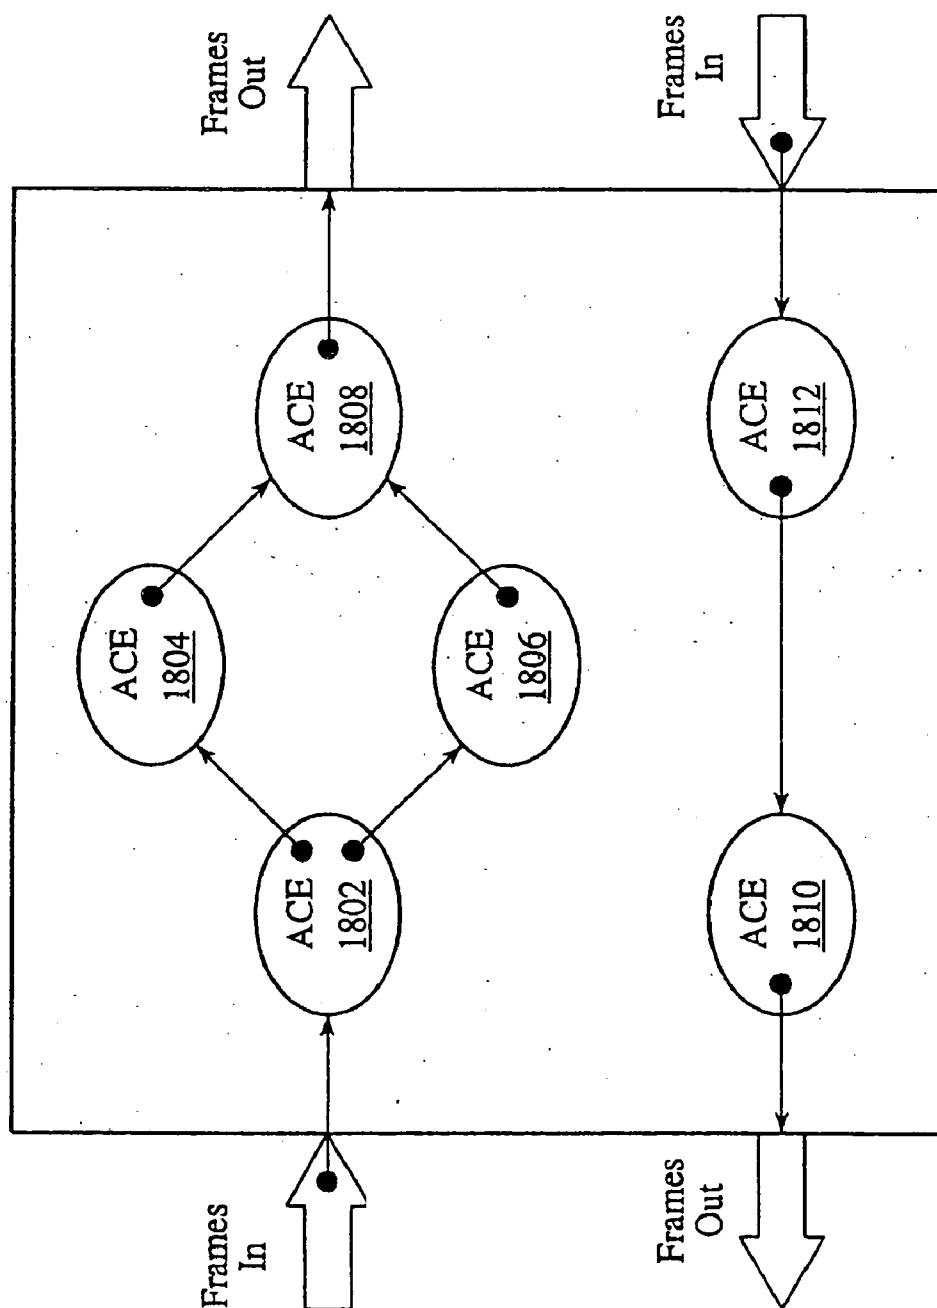 Frames
Out
Frames
In
ACE
1808
ACE
1812
ACE
1804
ACE
1806
ACE
1802
ACE
1810
Frames
In
Frames
Out